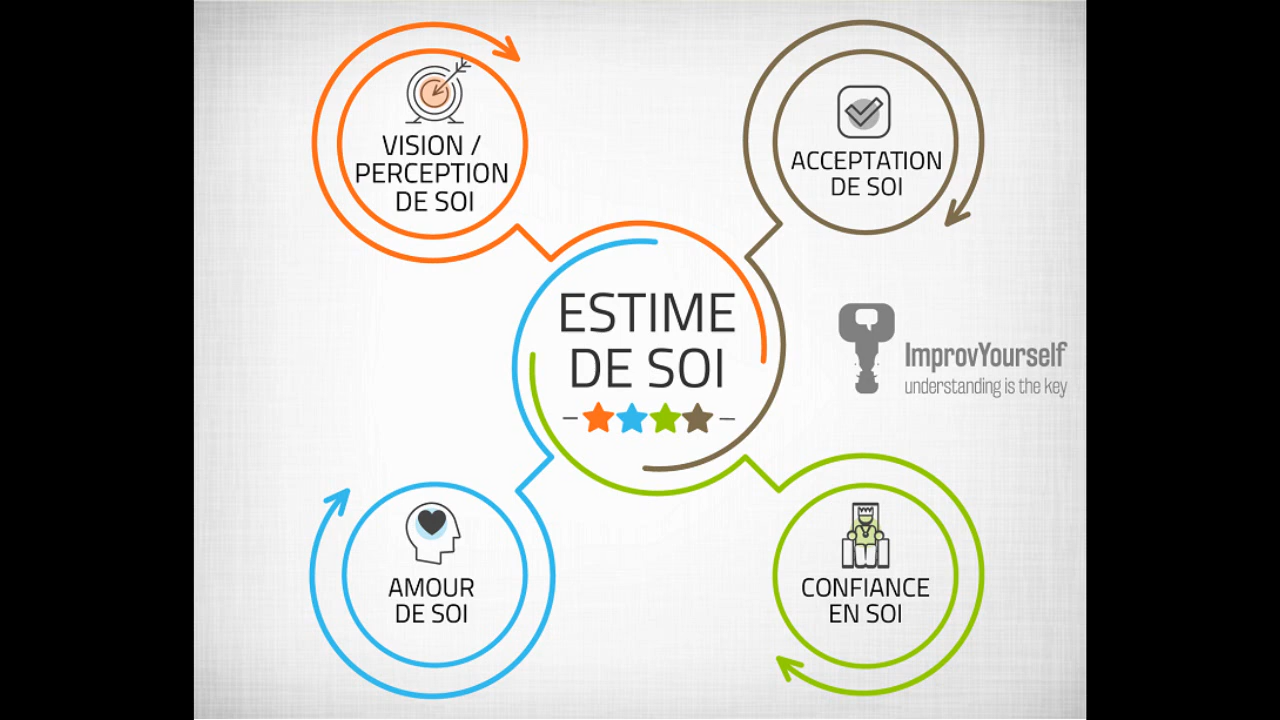 VISION /
PERCEPTION
DE SOI
ACCEPTATION
DE SOI
ESTIME
DE SOI
ImprovYourself
understanding is the key
AMOUR
DE SOI
CONFIANCE
EN SOI